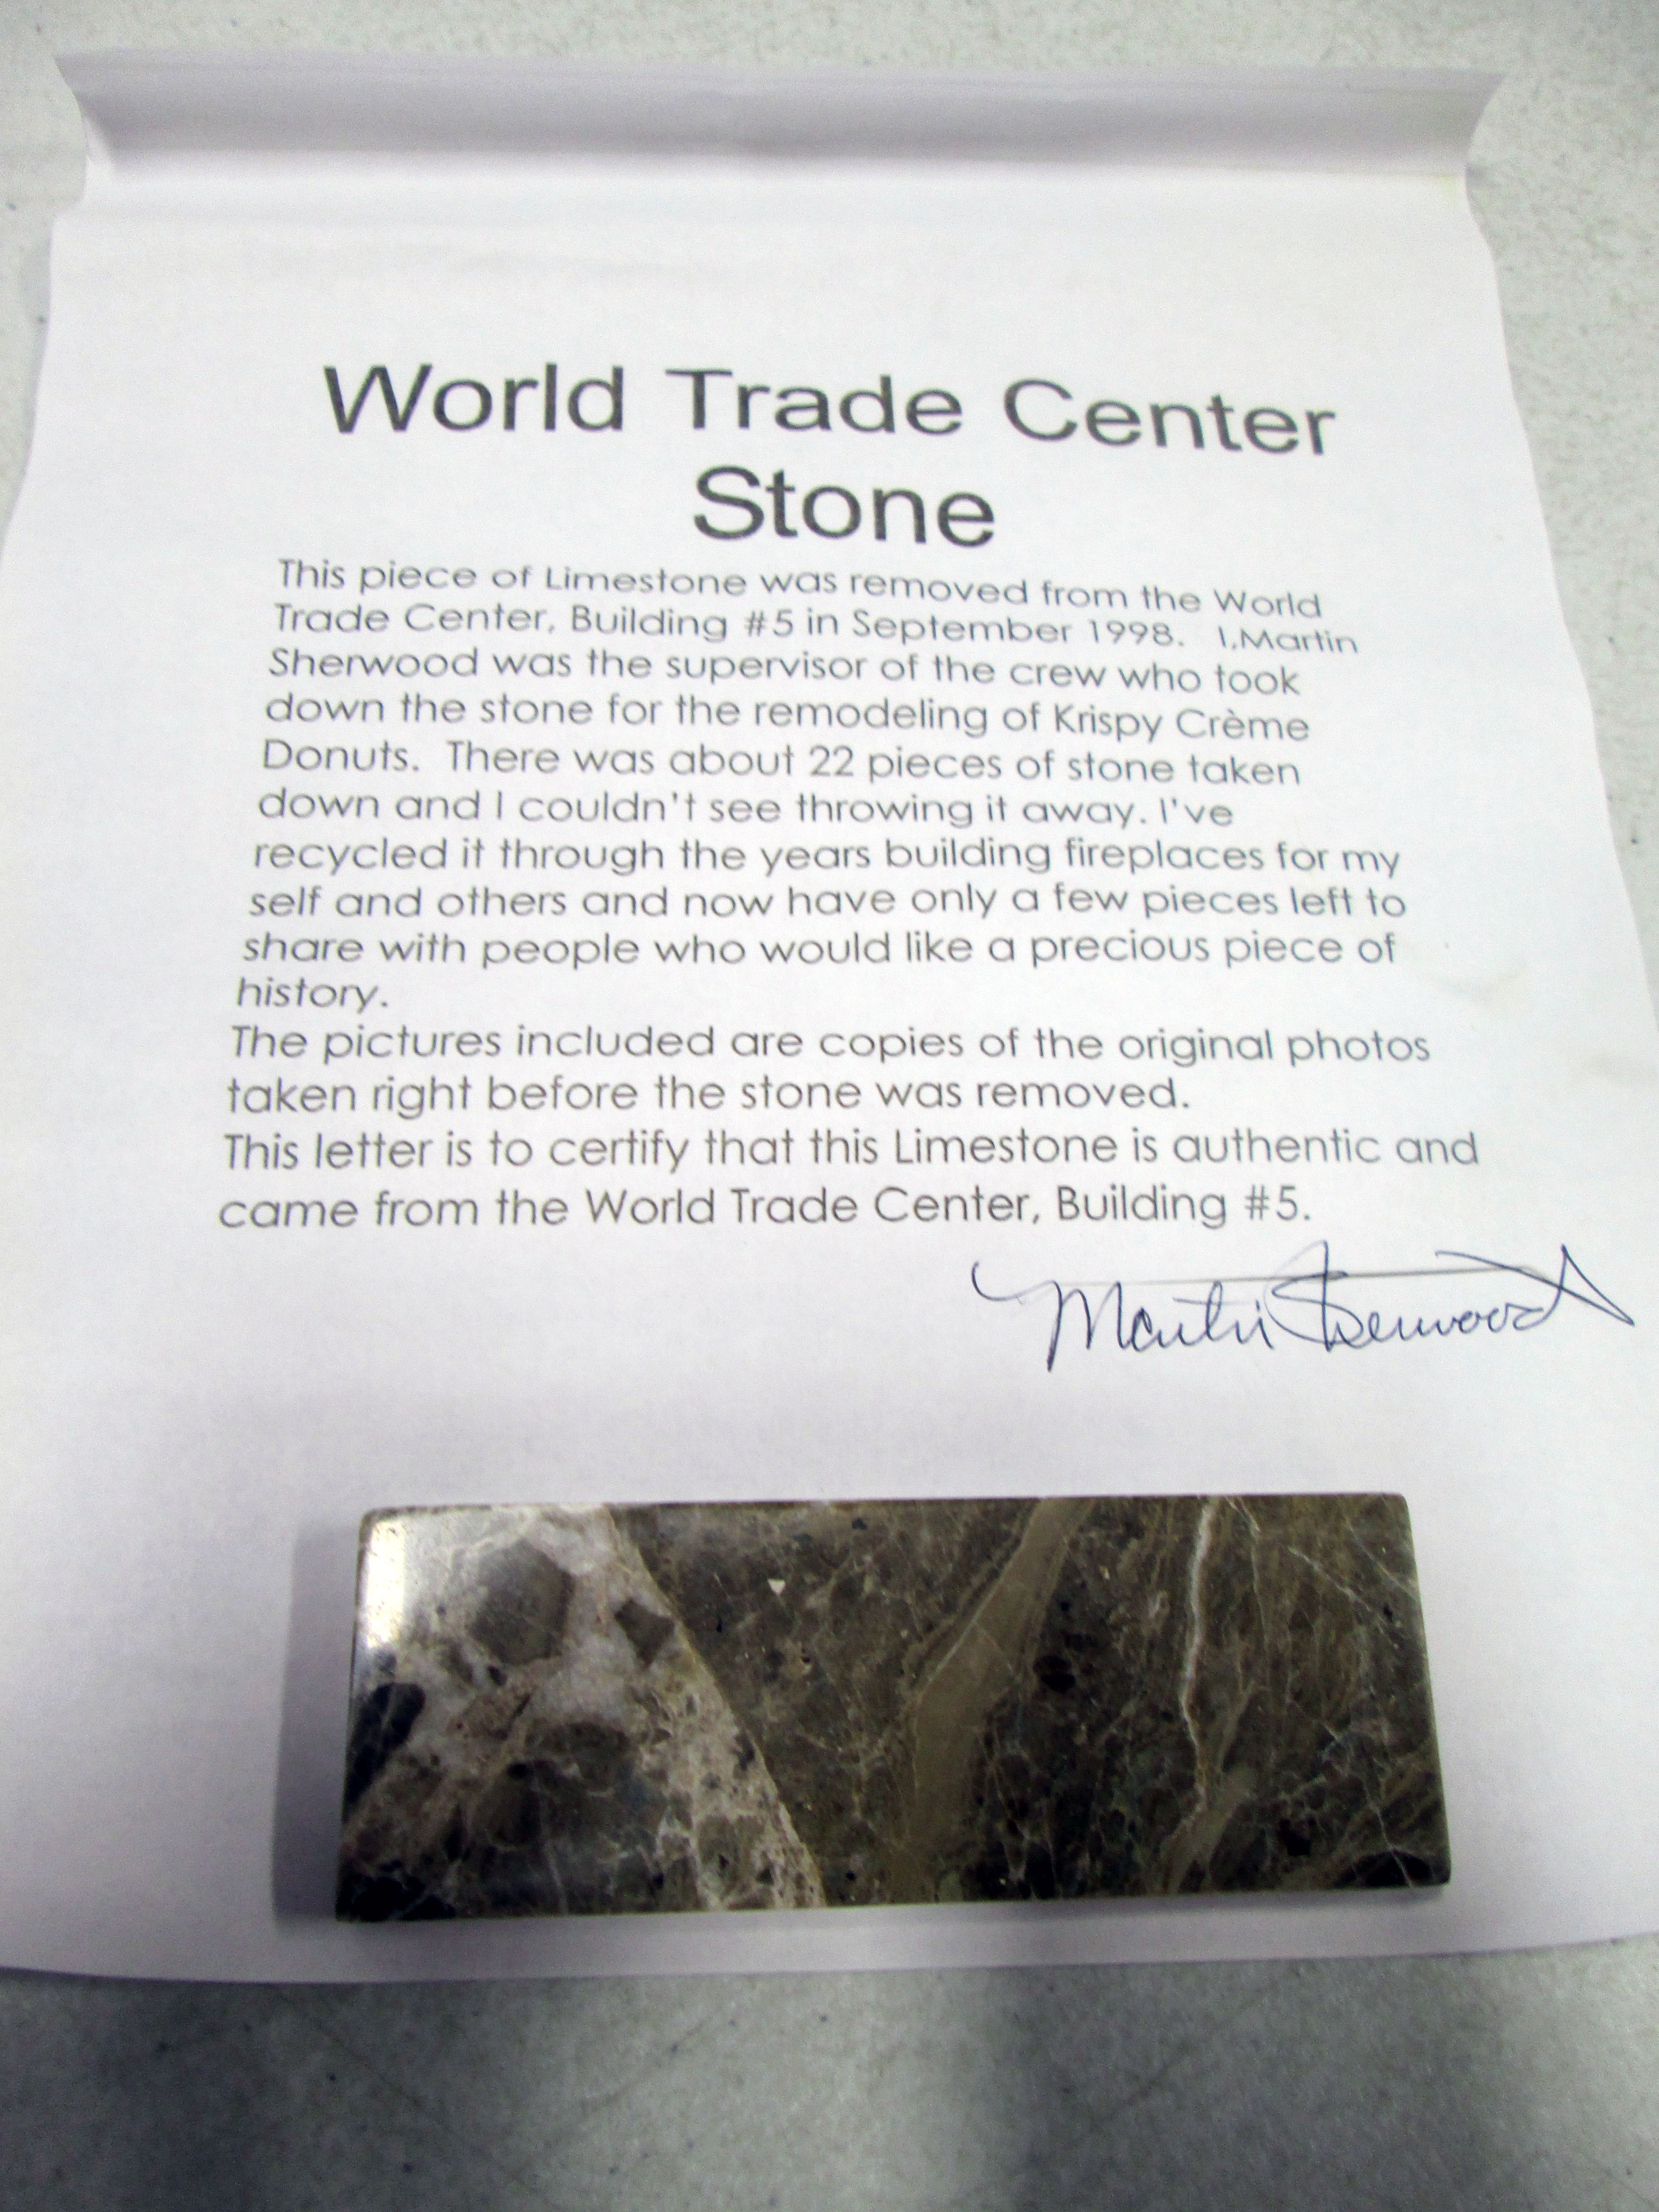 World Trade Center
Stone
This piece of Limestone was removed from the World
Trade Center, Building #5 in September 1998.   I,Martin
Sherwood was the supervisor of the crew who took
down the stone for the remodeling of Krispy Crème
Donuts.  There was about 22 pieces of stone taken
down and I couldn't see throwing it away. I've
recycled it through the years building fireplaces for my
self and others and now have only a few pieces left to
share with people who would like a precious piece of
history.
The pictures included are copies of the original photos
taken right before the stone was removed.
This letter is to certify that this Limestone is authentic and
came from the World Trade Center, Building #5.
Martin Sherwood